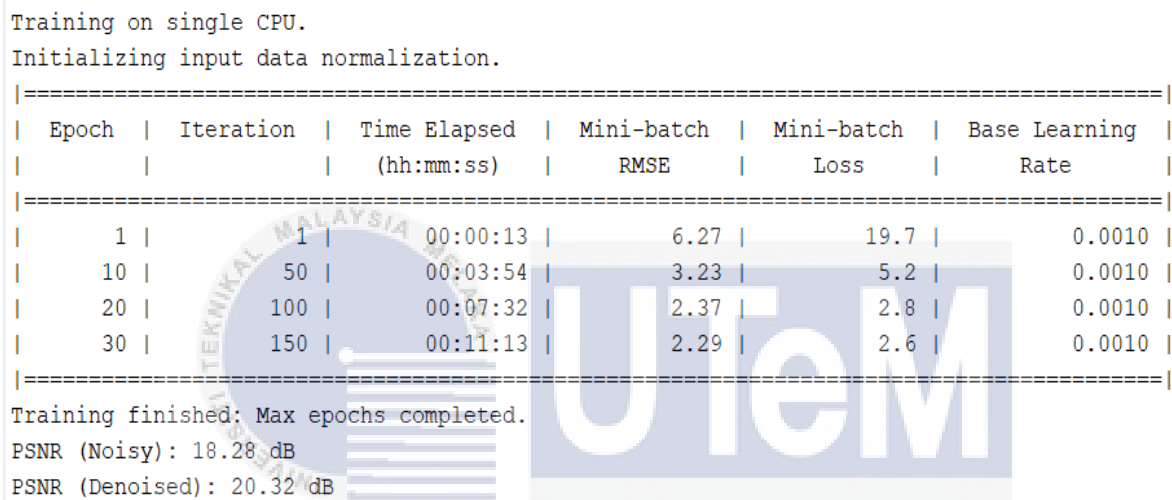 Training on single CPU.
Initializing input data normalization.
|========================================================================================|
| Epoch | Iteration | Time Elapsed | Mini-batch | Mini-batch | Base Learning |
| | | (hh:mm:ss) | RMSE | Loss | Rate |
|========================================================================================|
| 1 | 1 | 00:00:13 | 6.27 | 19.7 | 0.0010 |
| 10 | 50 | 00:03:54 | 3.23 | 5.2 | 0.0010 |
| 20 | 100 | 00:07:32 | 2.37 | 2.8 | 0.0010 |
| 30 | 150 | 00:11:13 | 2.29 | 2.6 | 0.0010 |
|========================================================================================|
Training finished: Max epochs completed.
PSNR (Noisy): 18.28 dB
PSNR (Denoised): 20.32 dB
TEKNIKAL MALAYSIA
UTeM